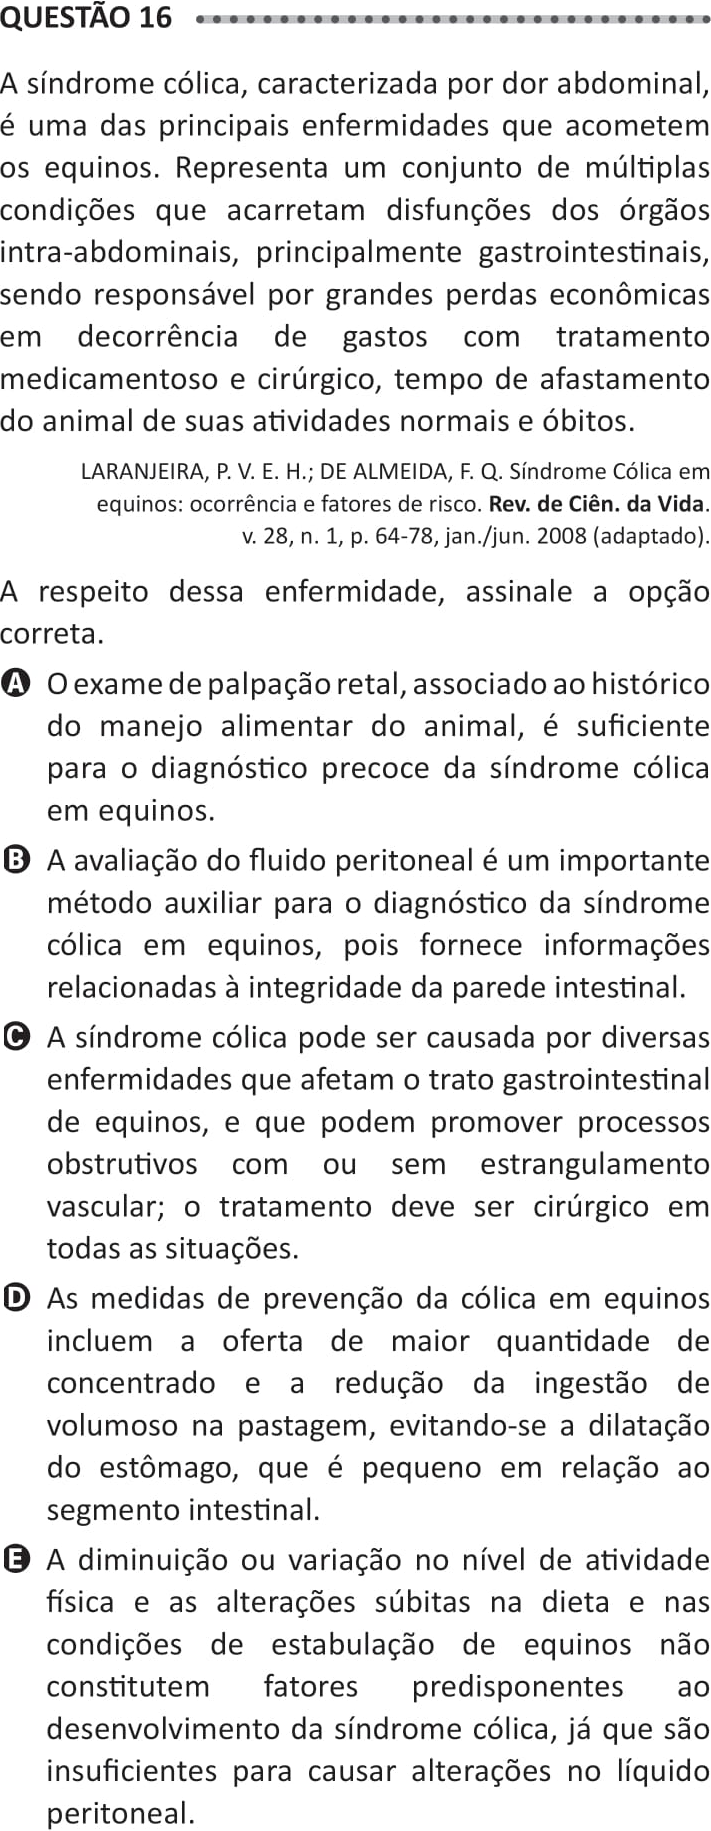 QUESTÃO 16
A síndrome cólica, caracterizada por dor abdominal,
é uma das principais enfermidades que acometem
os equinos. Representa um conjunto de múltiplas
condições que acarretam disfunções dos órgãos
intra-abdominais, principalmente gastrointestinais,
sendo responsável por grandes perdas econômicas
em decorrência de gastos com tratamento
medicamentoso e cirúrgico, tempo de afastamento
do animal de suas atividades normais e óbitos.
LARANJEIRA, P. V. E. H.; DE ALMEIDA, F. Q. Síndrome Cólica em
equinos: ocorrência e fatores de risco. Rev. de Ciên. da Vida.
v. 28, n. 1, p. 64-78, jan./jun. 2008 (adaptado).
A respeito dessa enfermidade, assinale a opção
correta.
A O exame de palpação retal, associado ao histórico
do manejo alimentar do animal, é suficiente
para o diagnóstico precoce da síndrome cólica
em equinos.
B A avaliação do fluido peritoneal é um importante
método auxiliar para o diagnóstico da síndrome
cólica em equinos, pois fornece informações
relacionadas à integridade da parede intestinal.
C A síndrome cólica pode ser causada por diversas
enfermidades que afetam o trato gastrointestinal
de equinos, e que podem promover processos
obstrutivos com ou sem estrangulamento
vascular; o tratamento deve ser cirúrgico em
todas as situações.
D As medidas de prevenção da cólica em equinos
incluem a oferta de maior quantidade de
concentrado e a redução da ingestão de
volumoso na pastagem, evitando-se a dilatação
do estômago, que é pequeno em relação ao
segmento intestinal.
E A diminuição ou variação no nível de atividade
física e as alterações súbitas na dieta e nas
condições de estabulação de equinos não
constitutem fatores predisponentes ao
desenvolvimento da síndrome cólica, já que são
insuficientes para causar alterações no líquido
peritoneal.